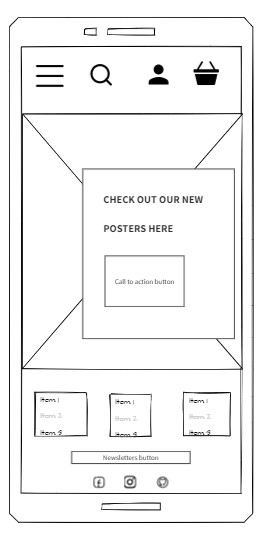 CHECK OUT OUR NEW
POSTERS HERE
Call to action button
Item 1
Item 2
Item 3
Item 1
Item 2
Item 3
Item 1
Item 2
Item 3
Newsletters button